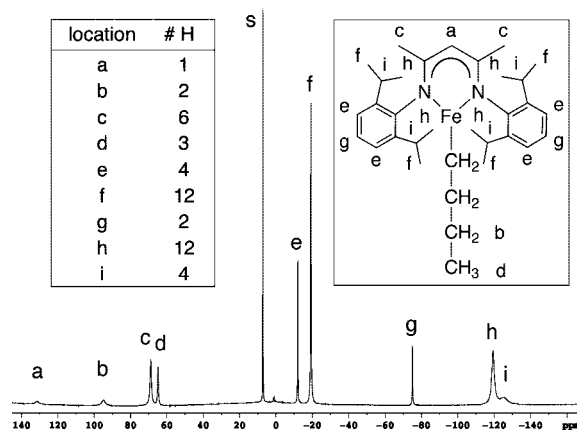 location # H
a 1
b 2
c 6
d 3
e 4
f 12
g 2
h 12
i 4
s
f
e
c
d
a
b
g
h
i
c a c
f f
i h h i
N N
e h Fe h e
g g
i i
e f f e
CH2
CH2
CH2 b
CH3 d
140 120 100 80 60 40 20 0 -20 -40 -60 -80 -100 -120 -140 ppm